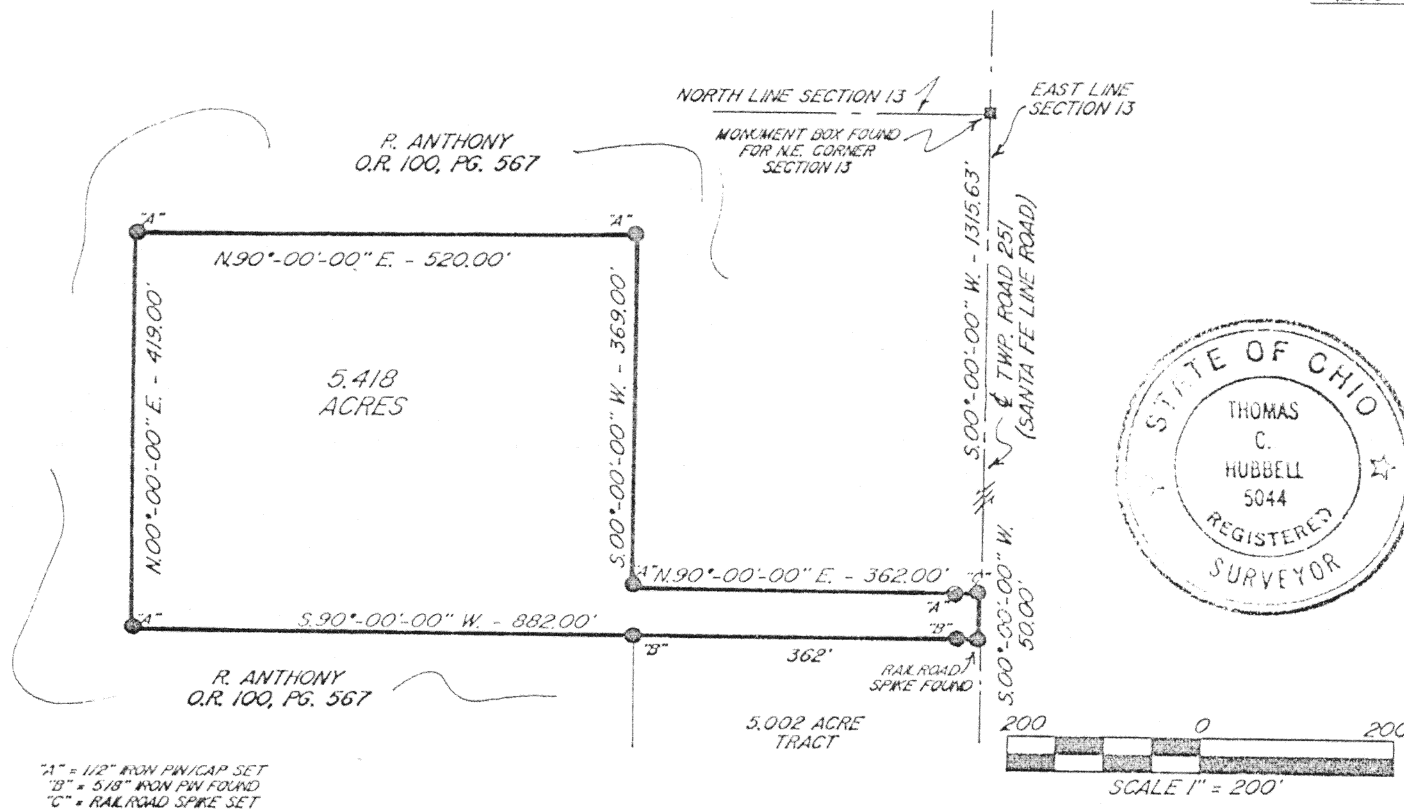 NORTH LINE SECTION 13
EAST LINE
SECTION 13
MONUMENT BOX FOUND
FOR N.E. CORNER
SECTION 13
R. ANTHONY
O.R. 100, PG. 567
"A"
"A"
N.90°-00'-00" E. - 520.00'
N.00°-00'-00" E. - 419.00'
5.418
ACRES
S.00°-00'-00" W. - 369.00'
S.00°-00'-00" W. - 1315.63'
℄ TWP. ROAD 251
(SANTA FE LINE ROAD)
STATE OF OHIO
THOMAS
C.
HUBBELL
5044
REGISTERED
SURVEYOR
"A"
N.90°-00'-00" E. - 362.00'
"A"
"C"
S.00°-00'-00" W.
50.00'
"A"
S.90°-00'-00" W. - 882.00'
"B"
362'
"B"
RAILROAD
SPIKE FOUND
R. ANTHONY
O.R. 100, PG. 567
5.002 ACRE
TRACT
200 0 200
SCALE 1" = 200'
"A" = 1/2" IRON PIN/CAP SET
"B" = 5/8" IRON PIN FOUND
"C" = RAILROAD SPIKE SET